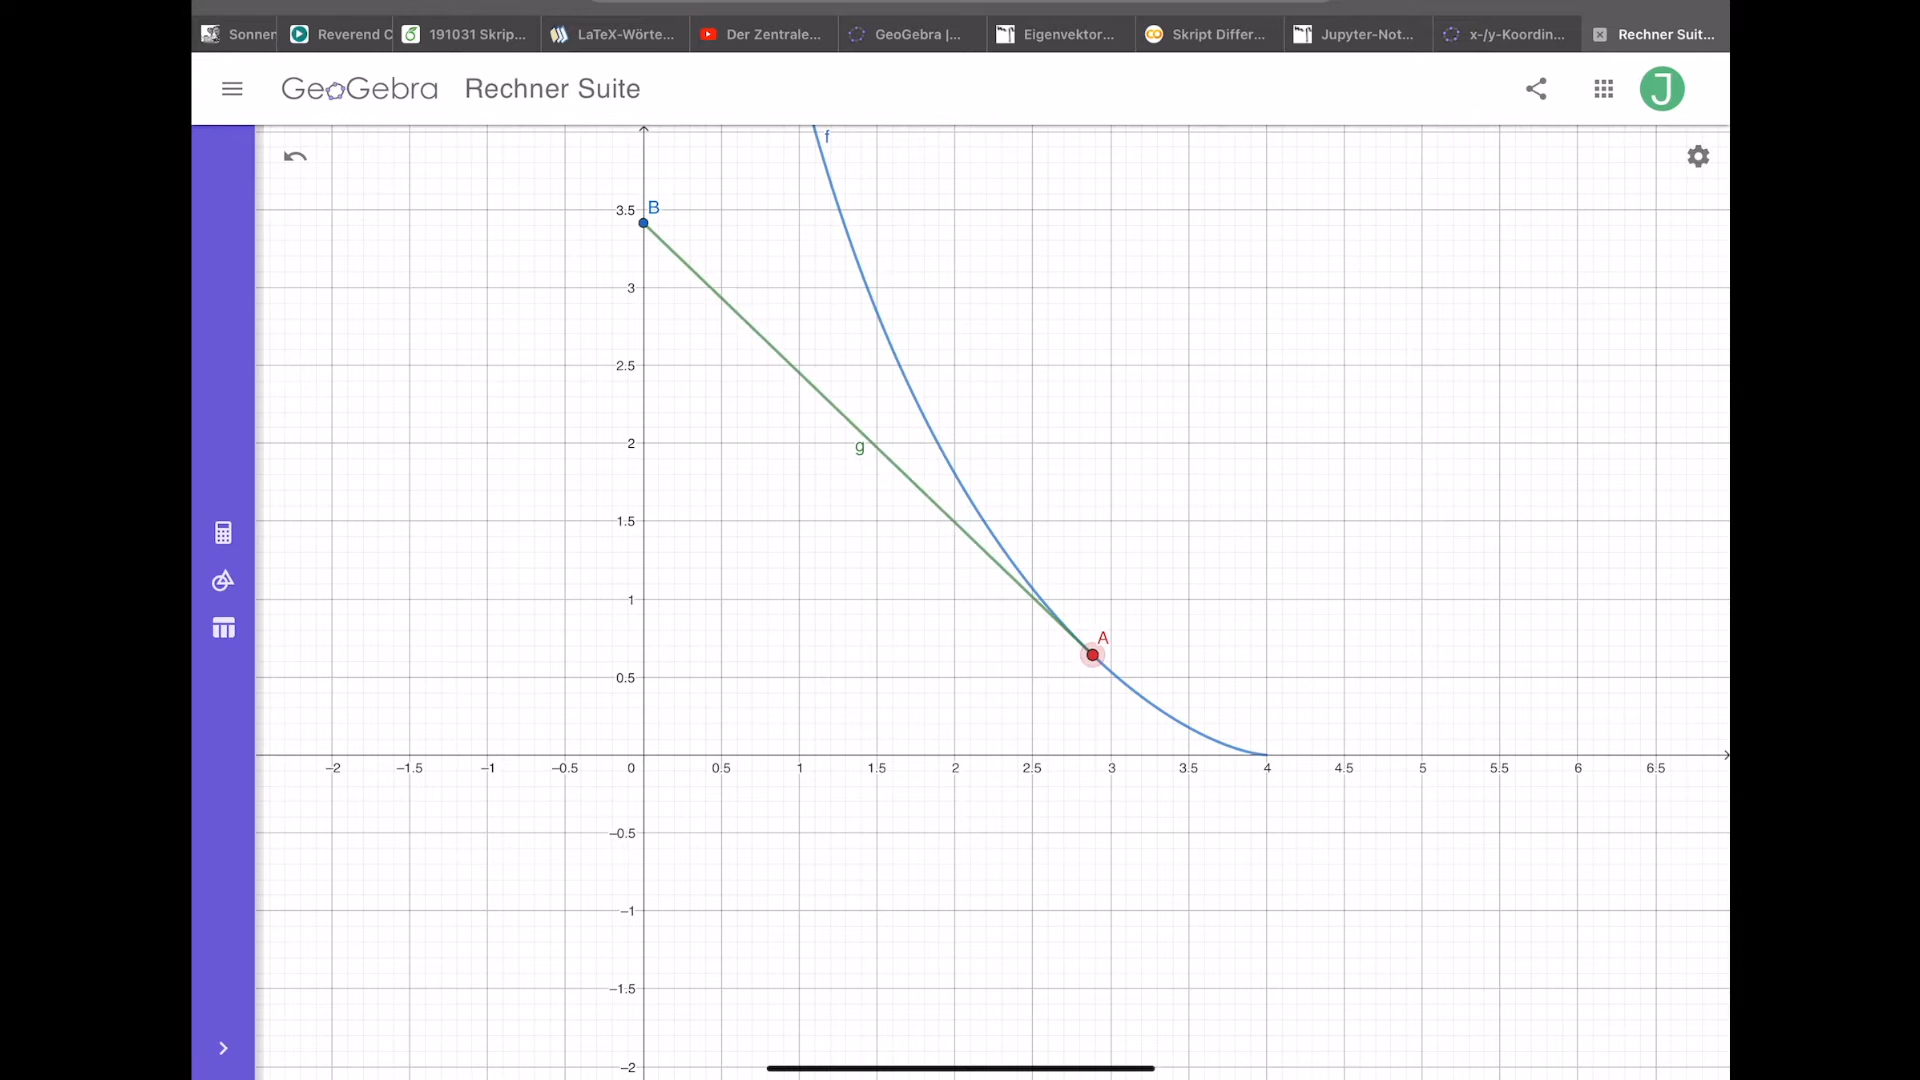 Sonnen
Reverend C
191031 Skrip...
LaTeX-Wörte...
Der Zentrale...
GeoGebra |...
Eigenvektor...
Skript Differ...
Jupyter-Not...
x-/y-Koordin...
Rechner Suit...
GeoGebra
Rechner Suite
J
f
3.5
B
3
2.5
2
g
1.5
1
A
0.5
−2
−1.5
−1
−0.5
0
0.5
1
1.5
2
2.5
3
3.5
4
4.5
5
5.5
6
6.5
−0.5
−1
−1.5
−2